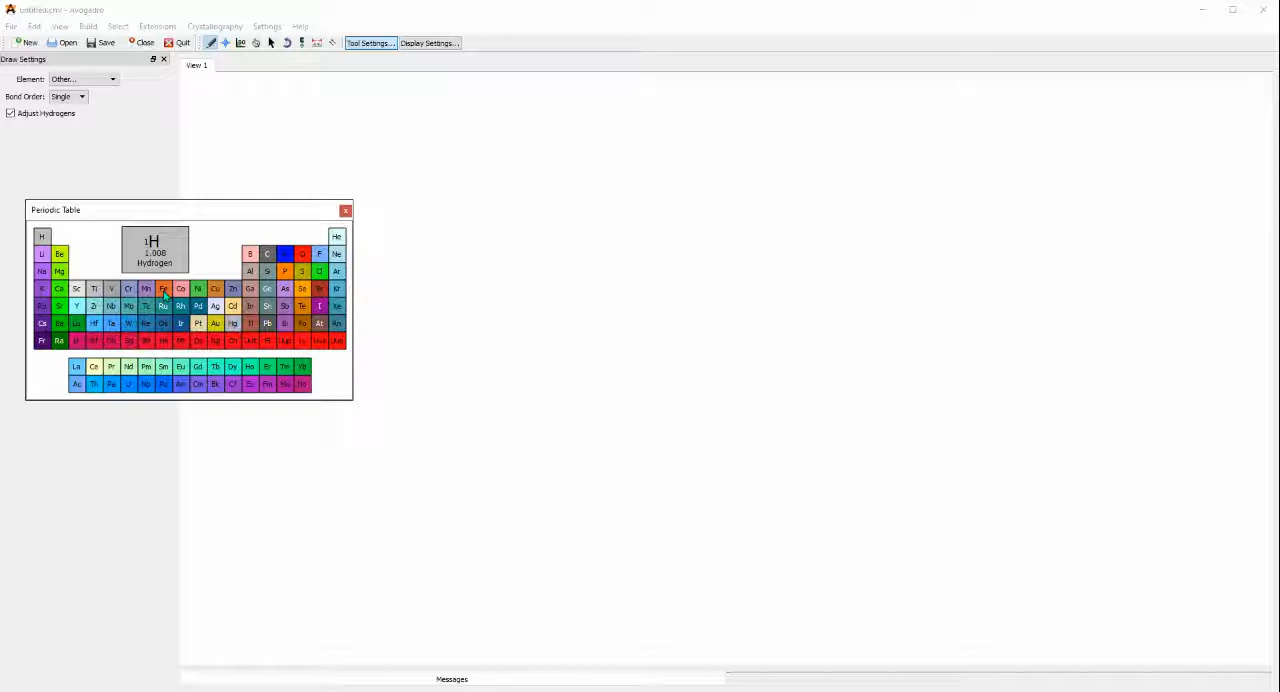 untitled.cml - Avogadro
File Edit View Build Select Extensions Crystallography Settings Help
New Open Save Close Quit Tool Settings... Display Settings...
Draw Settings
View 1
Element: Other...
Bond Order: Single
Adjust Hydrogens
Periodic Table
H He
1H
1.008
Hydrogen
Li Be B C O F Ne
Na Mg Al Si P S Cl Ar
K Ca Sc Ti V Cr Mn Fe Co Ni Cu Zn Ga Ge As Se Br Kr
Rb Sr Y Zr Nb Mo Tc Ru Rh Pd Ag Cd In Sn Sb Te I Xe
Cs Ba Lu Hf Ta W Re Os Ir Pt Au Hg Tl Pb Bi Po At Rn
Fr Ra
La Ce Pr Nd Pm Sm Eu Gd Tb Dy Ho Er Tm Yb
Ac Th Pa U Np Pu Am Cm Bk Cf Es Fm Md No
Messages